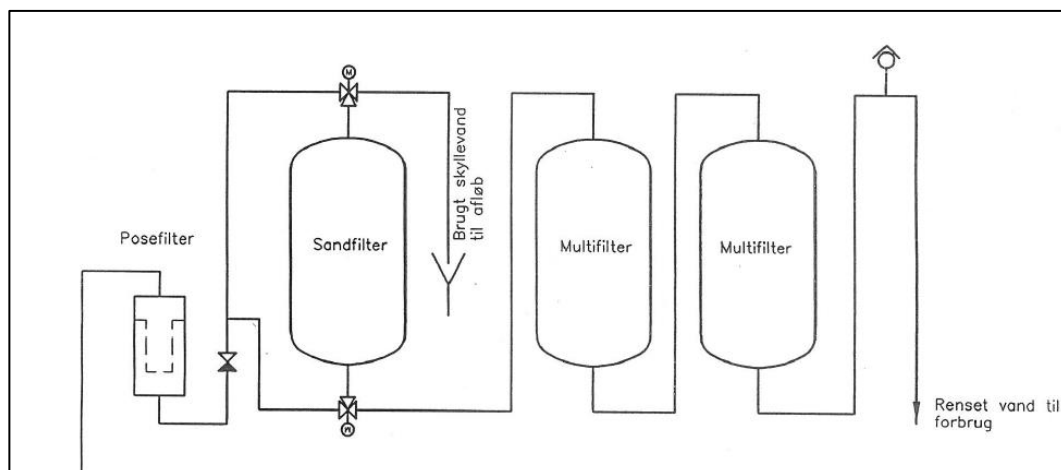 Posefilter
M
Sandfilter
M
Brugt skyllevand
til afløb
Multifilter
Multifilter
Renset vand til
forbrug